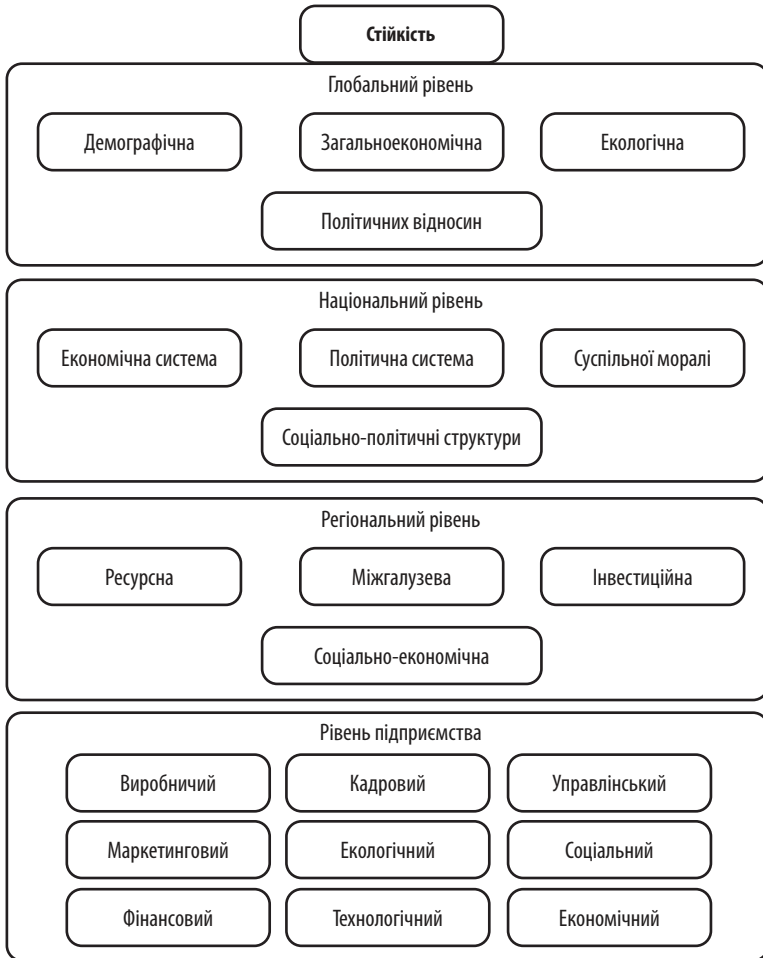 Стійкість
Глобальний рівень
Демографічна
Загальноекономічна
Екологічна
Політичних відносин
Національний рівень
Економічна система
Політична система
Суспільної моралі
Соціально-політичні структури
Регіональний рівень
Ресурсна
Міжгалузева
Інвестиційна
Соціально-економічна
Рівень підприємства
Виробничий
Кадровий
Управлінський
Маркетинговий
Екологічний
Соціальний
Фінансовий
Технологічний
Економічний